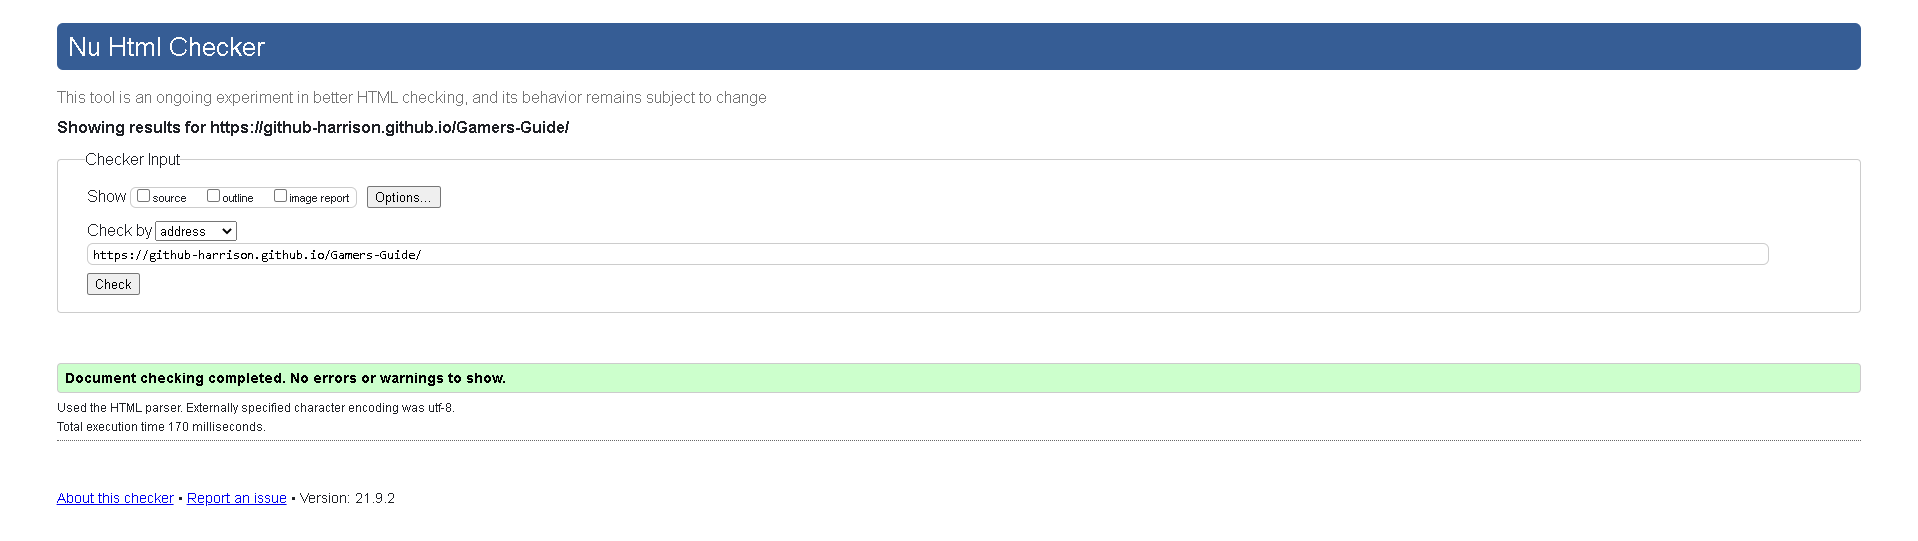 Nu Html Checker
This tool is an ongoing experiment in better HTML checking, and its behavior remains subject to change
Showing results for https://github-harrison.github.io/Gamers-Guide/
Checker Input
Show source outline image report Options...
Check by address
https://github-harrison.github.io/Gamers-Guide/
Check
Document checking completed. No errors or warnings to show.
Used the HTML parser. Externally specified character encoding was utf-8.
Total execution time 170 milliseconds.
About this checker • Report an issue • Version: 21.9.2